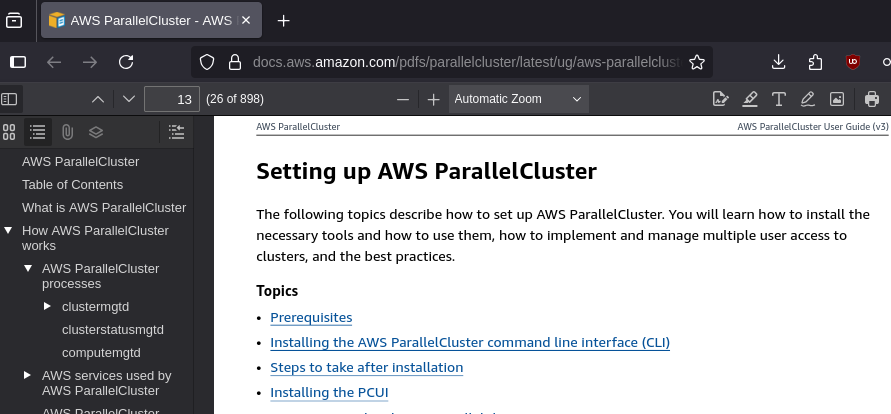 AWS ParallelCluster - AWS
docs.aws.amazon.com/pdfs/parallelcluster/latest/ug/aws-parallelclust
13 (26 of 898)
Automatic Zoom
AWS ParallelCluster
Table of Contents
What is AWS ParallelCluster
How AWS ParallelCluster
works
AWS ParallelCluster
processes
clustermgtd
clusterstatusmgtd
computemgtd
AWS services used by
AWS ParallelCluster
AWS ParallelCluster
AWS ParallelCluster AWS ParallelCluster User Guide (v3)
Setting up AWS ParallelCluster
The following topics describe how to set up AWS ParallelCluster. You will learn how to install the
necessary tools and how to use them, how to implement and manage multiple user access to
clusters, and the best practices.
Topics
• Prerequisites
• Installing the AWS ParallelCluster command line interface (CLI)
• Steps to take after installation
• Installing the PCUI